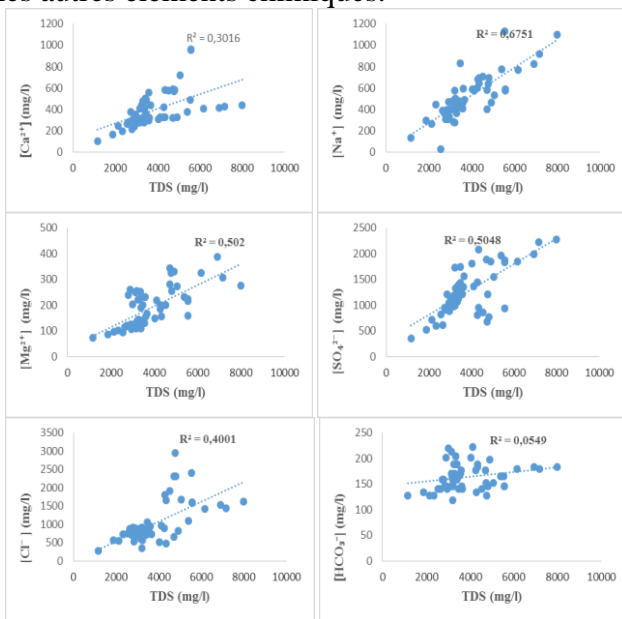 les autres éléments chimiques.
1200
1000
800
600
400
200
0
[Ca²⁺] (mg/l)
R² = 0,3016
0 2000 4000 6000 8000 10000
TDS (mg/l)
1200
1000
800
600
400
200
0
[Na⁺] (mg/l)
R² = 0,6751
0 2000 4000 6000 8000 10000
TDS (mg/l)
500
400
300
200
100
0
[Mg²⁺] (mg/l)
R² = 0,502
0 2000 4000 6000 8000 10000
TDS (mg/l)
2500
2000
1500
1000
500
0
[SO₄²⁻] (mg/l)
R² = 0,5048
0 2000 4000 6000 8000 10000
TDS (mg/l)
3500
3000
2500
2000
1500
1000
500
0
[Cl⁻] (mg/l)
R² = 0,4001
0 2000 4000 6000 8000 10000
TDS (mg/l)
250
200
150
100
50
0
[HCO₃⁻] (mg/l)
R² = 0,0549
0 2000 4000 6000 8000 10000
TDS (mg/l)